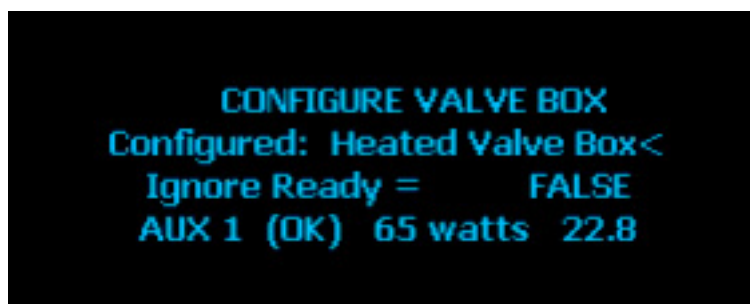 CONFIGURE VALVE BOX
Configured: Heated Valve Box<
Ignore Ready = FALSE
AUX 1 (OK) 65 watts 22.8